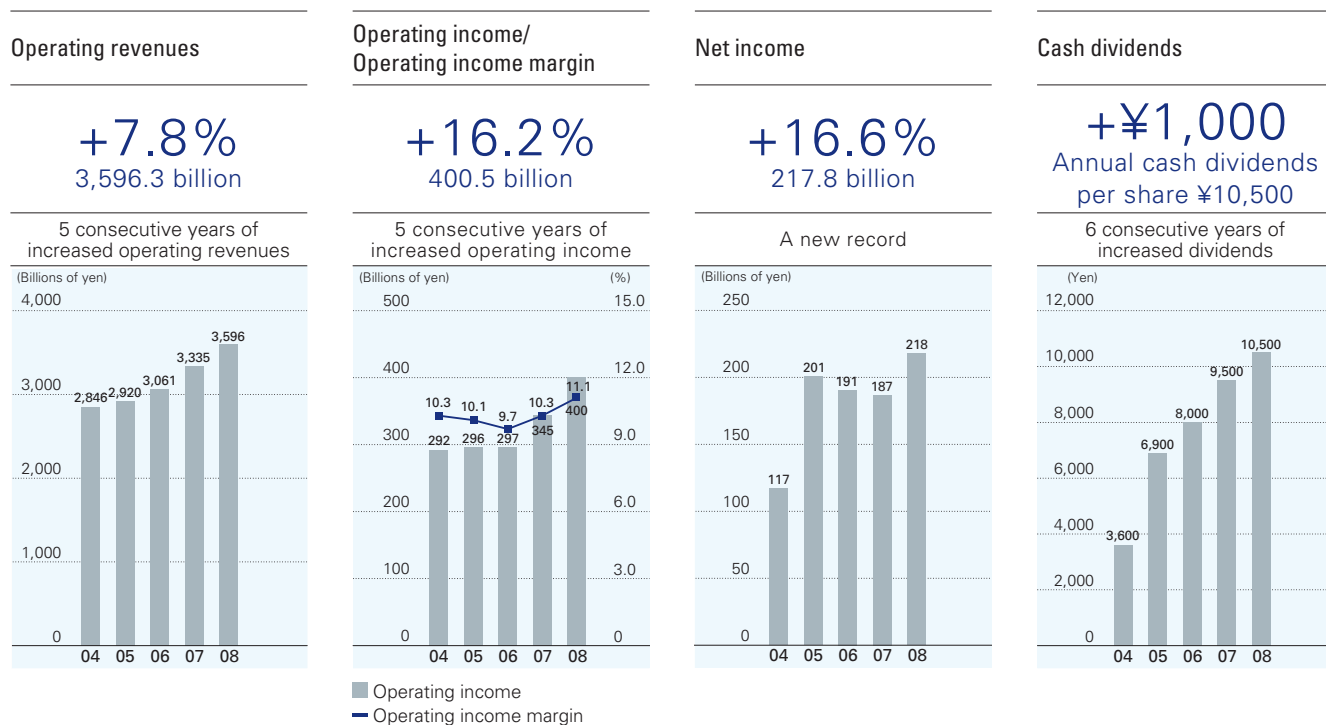 Operating revenues
+7.8%
3,596.3 billion
5 consecutive years of
increased operating revenues
(Billions of yen)
4,000
3,000
2,000
1,000
0
2,846
2,920
3,061
3,335
3,596
04 05 06 07 08
Operating income/
Operating income margin
+16.2%
400.5 billion
5 consecutive years of
increased operating income
(Billions of yen)
(%)
500
400
300
200
100
0
15.0
12.0
9.0
6.0
3.0
0
10.3
10.1
9.7
10.3
11.1
292
296
297
345
400
04 05 06 07 08
Operating income
Operating income margin
Net income
+16.6%
217.8 billion
A new record
(Billions of yen)
250
200
150
100
50
0
117
201
191
187
218
04 05 06 07 08
Cash dividends
+¥1,000
Annual cash dividends
per share ¥10,500
6 consecutive years of
increased dividends
(Yen)
12,000
10,000
8,000
6,000
4,000
2,000
0
3,600
6,900
8,000
9,500
10,500
04 05 06 07 08